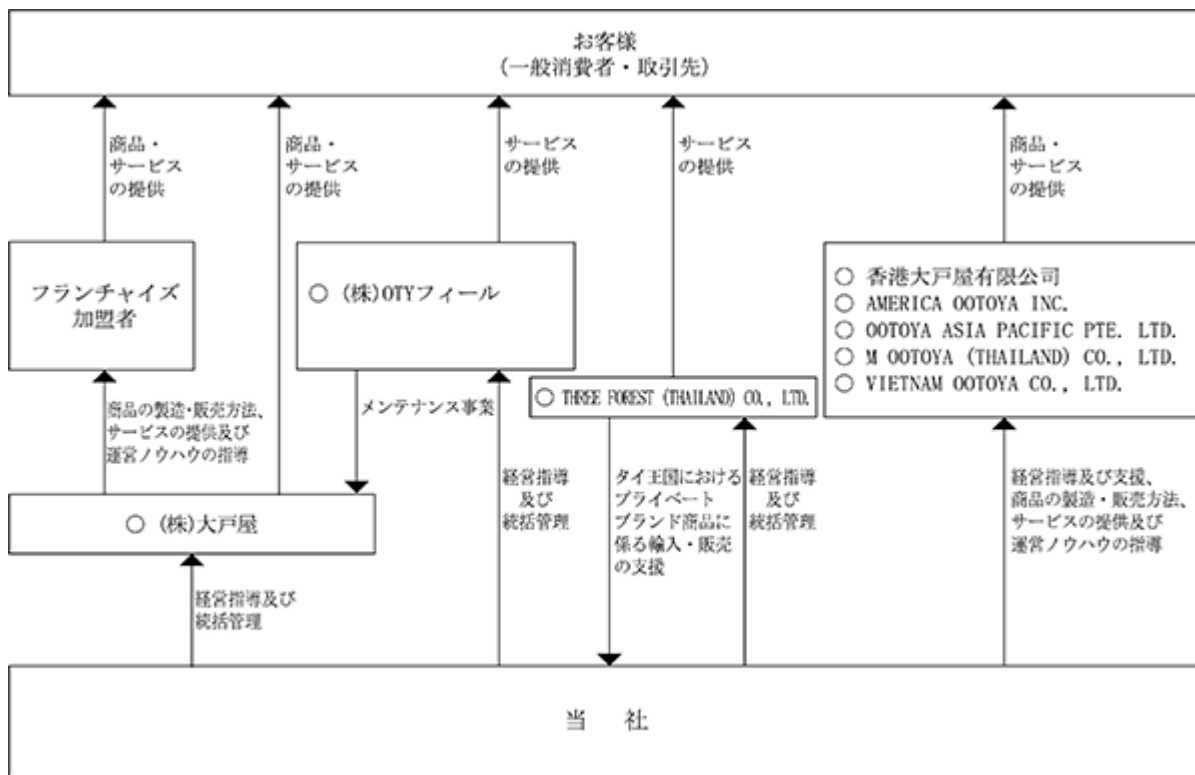 お客様
(一般消費者・取引先)
商品・
サービス
の提供
商品・
サービス
の提供
サービス
の提供
サービス
の提供
商品・
サービス
の提供
フランチャイズ
加盟者
○ (株)OTYフィール
○ 香港大戸屋有限公司
○ AMERICA OOTOYA INC.
○ OOTOYA ASIA PACIFIC PTE. LTD.
○ M OOTOYA (THAILAND) CO., LTD.
○ VIETNAM OOTOYA CO., LTD.
○ THREE FOREST (THAILAND) CO., LTD.
商品の製造・販売方法、
サービスの提供及び
運営ノウハウの指導
メンテナンス事業
経営指導
及び
統括管理
タイ王国における
プライベート
ブランド商品に
係る輸入・販売
の支援
経営指導
及び
統括管理
経営指導及び支援、
商品の製造・販売方法、
サービスの提供及び
運営ノウハウの指導
○ (株)大戸屋
経営指導及び
統括管理
当 社